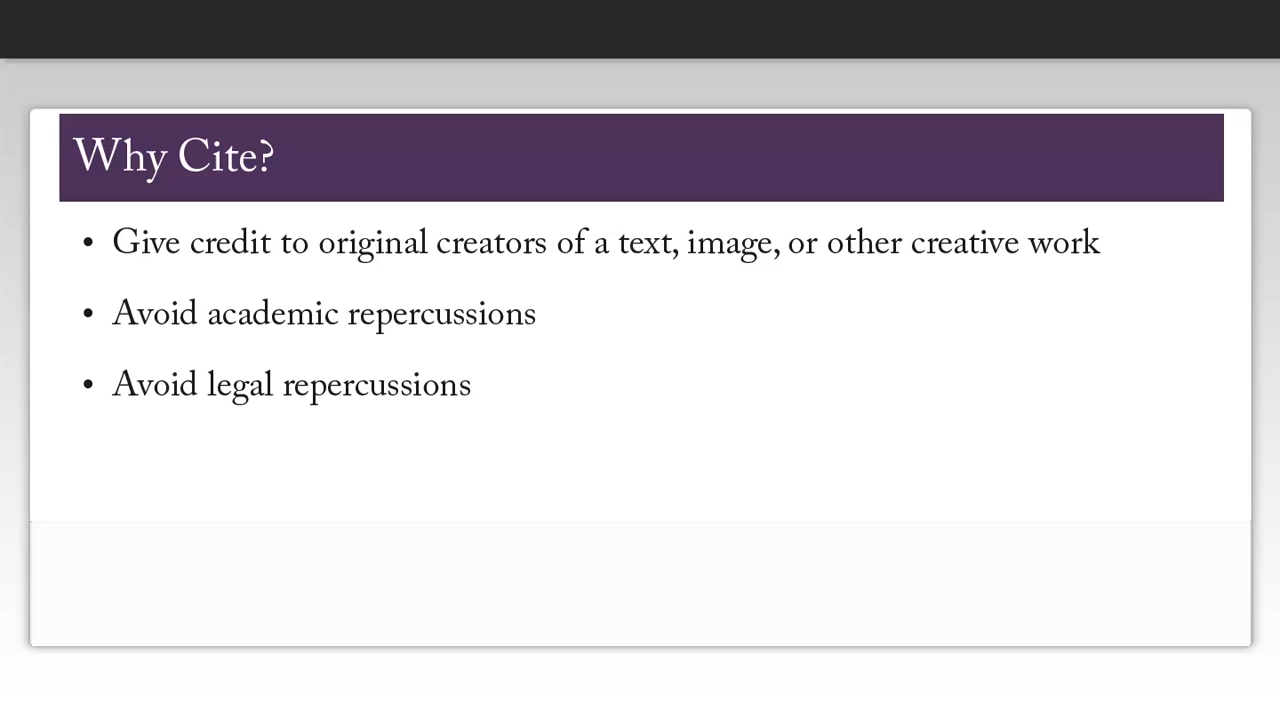 Why Cite?
• Give credit to original creators of a text, image, or other creative work
• Avoid academic repercussions
• Avoid legal repercussions